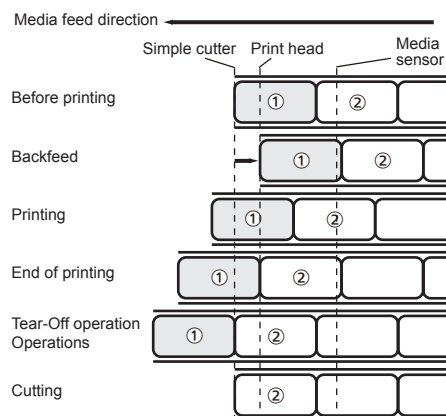 Media feed direction
Simple cutter Print head Media
sensor
Before printing ① ②
Backfeed ① ②
Printing ① ②
End of printing ① ②
Tear-Off operation
Operations ① ②
Cutting ②